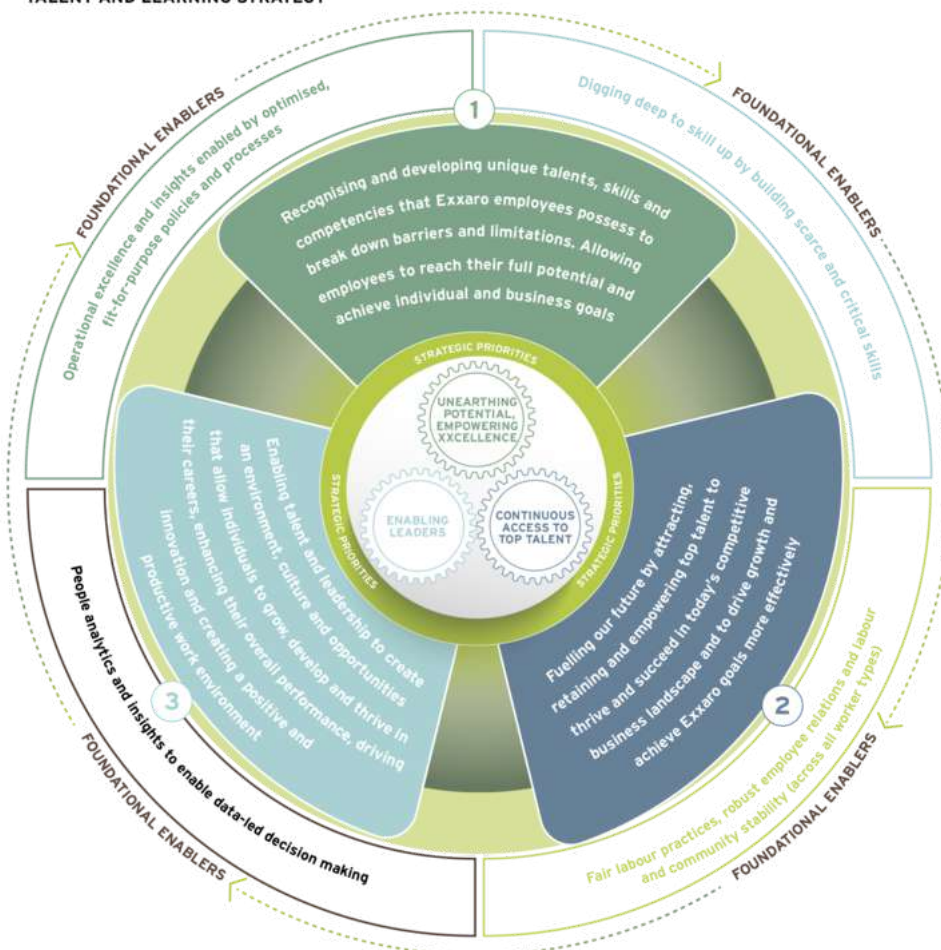 TALENT AND LEARNING STRATEGY
FOUNDATIONAL ENABLERS
Operational excellence and insights enabled by optimised,
fit-for-purpose policies and processes
FOUNDATIONAL ENABLERS
Digging deep to skill up by building scarce and critical skills
1
Recognising and developing unique talents, skills and
competencies that Exxaro employees possess to
break down barriers and limitations. Allowing
employees to reach their full potential and
achieve individual and business goals
STRATEGIC PRIORITIES
UNEARTHING
POTENTIAL,
EMPOWERING
XXCELLENCE
STRATEGIC PRIORITIES
ENABLING
LEADERS
CONTINUOUS
ACCESS TO
TOP TALENT
STRATEGIC PRIORITIES
Fuelling our future by attracting,
retaining and empowering top talent to
thrive and succeed in today's competitive
business landscape and to drive growth and
achieve Exxaro goals more effectively
2
Fair labour practices, robust employee relations and labour
and community stability (across all worker types)
FOUNDATIONAL ENABLERS
Enabling talent and leadership to create
an environment, culture and opportunities
that allow individuals to grow, develop and thrive in
their careers, enhancing their overall performance, driving
innovation and creating a positive and
productive work environment
3
People analytics and insights to enable data-led decision making
FOUNDATIONAL ENABLERS